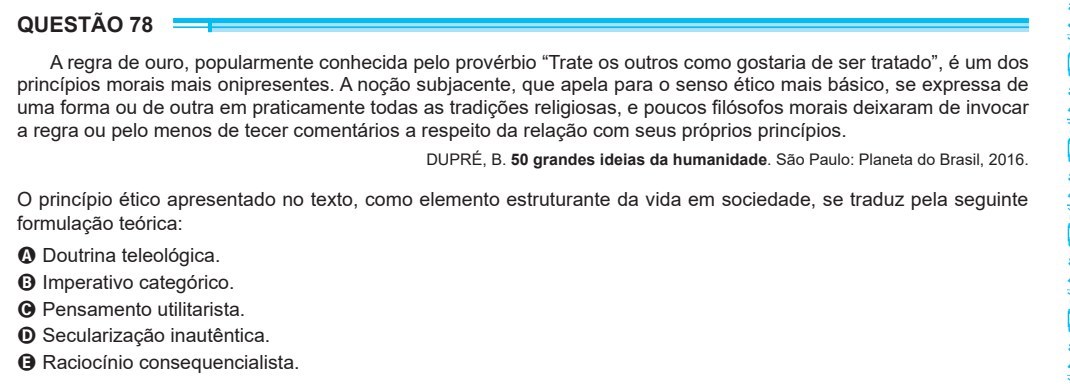 QUESTÃO 78
A regra de ouro, popularmente conhecida pelo provérbio “Trate os outros como gostaria de ser tratado”, é um dos
princípios morais mais onipresentes. A noção subjacente, que apela para o senso ético mais básico, se expressa de
uma forma ou de outra em praticamente todas as tradições religiosas, e poucos filósofos morais deixaram de invocar
a regra ou pelo menos de tecer comentários a respeito da relação com seus próprios princípios.
DUPRÉ, B. 50 grandes ideias da humanidade. São Paulo: Planeta do Brasil, 2016.
O princípio ético apresentado no texto, como elemento estruturante da vida em sociedade, se traduz pela seguinte
formulação teórica:
A Doutrina teleológica.
B Imperativo categórico.
C Pensamento utilitarista.
D Secularização inautêntica.
E Raciocínio consequencialista.